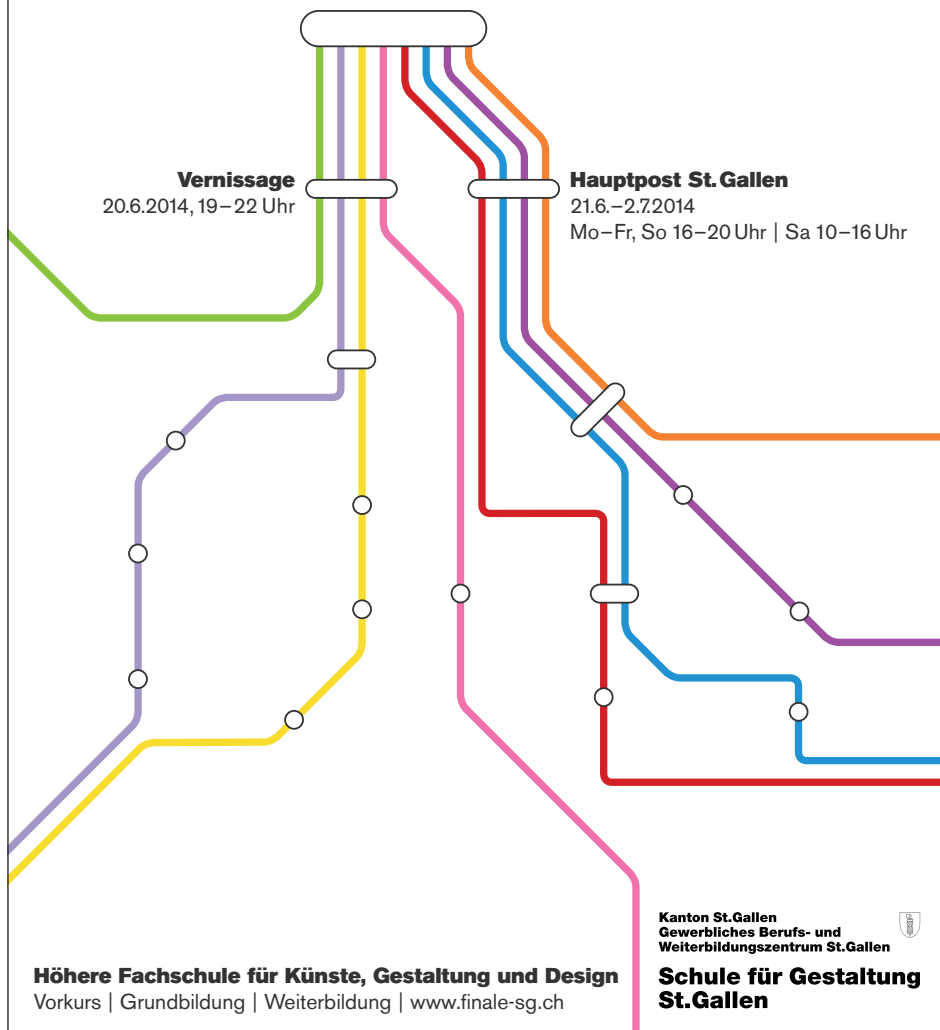 Vernissage
20.6.2014, 19–22 Uhr
Hauptpost St.Gallen
21.6.–2.7.2014
Mo–Fr, So 16–20 Uhr | Sa 10–16 Uhr
Kanton St.Gallen
Gewerbliches Berufs- und
Weiterbildungszentrum St.Gallen
Höhere Fachschule für Künste, Gestaltung und Design
Vorkurs | Grundbildung | Weiterbildung | www.finale-sg.ch
Schule für Gestaltung
St.Gallen